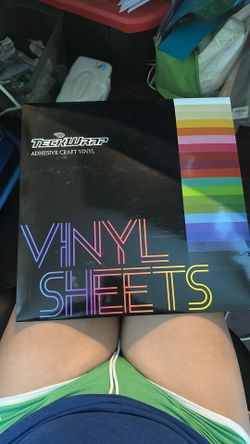 TECKWRAP
ADHESIVE CRAFT VINYL
VINYL
SHEETS